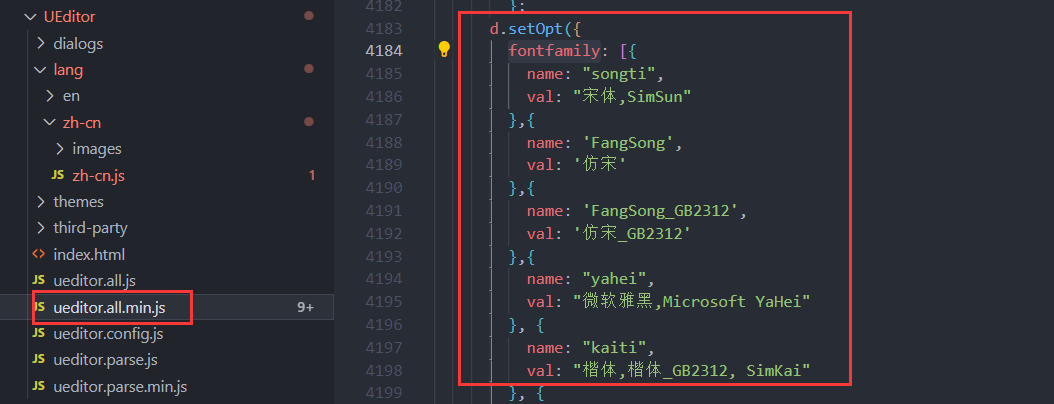 UEditor
dialogs
lang
en
zh-cn
images
JS zh-cn.js 1
themes
third-party
<> index.html
JS ueditor.all.js
JS ueditor.all.min.js 9+
JS ueditor.config.js
JS ueditor.parse.js
JS ueditor.parse.min.js
4182 };
4183 d.setOpt({
4184 fontfamily: [{
4185 name: "songti",
4186 val: "宋体,SimSun"
4187 },{
4188 name: 'FangSong',
4189 val: '仿宋'
4190 },{
4191 name: 'FangSong_GB2312',
4192 val: '仿宋_GB2312'
4193 },{
4194 name: "yahei",
4195 val: "微软雅黑,Microsoft YaHei"
4196 }, {
4197 name: "kaiti",
4198 val: "楷体,楷体_GB2312, SimKai"
4199 }, {